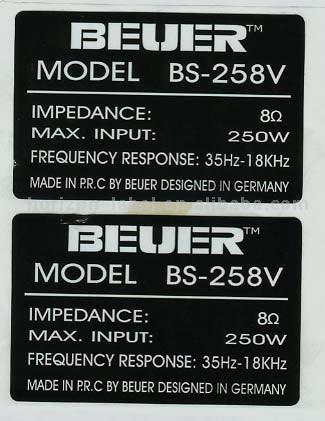 BEUER™
MODEL BS-258V
IMPEDANCE: 8Ω
MAX. INPUT: 250W
FREQUENCY RESPONSE: 35Hz-18KHz
MADE IN P.R.C BY BEUER DESIGNED IN GERMANY
BEUER™
MODEL BS-258V
IMPEDANCE: 8Ω
MAX. INPUT: 250W
FREQUENCY RESPONSE: 35Hz-18KHz
MADE IN P.R.C BY BEUER DESIGNED IN GERMANY